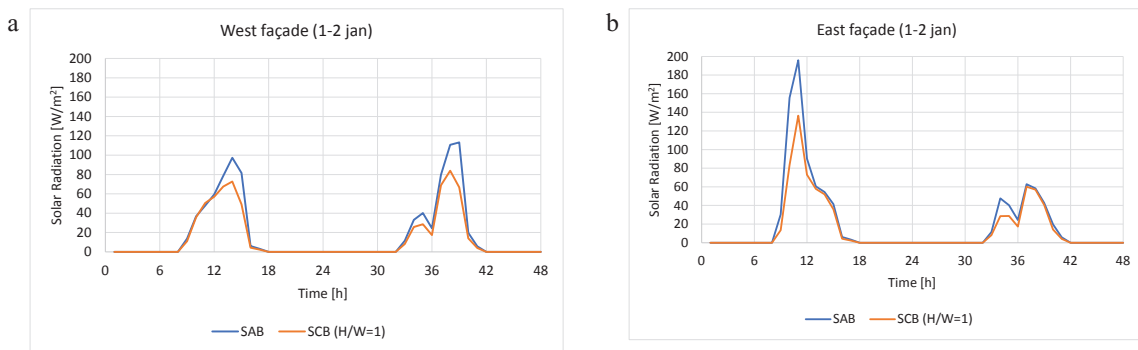 a
West façade (1-2 jan)
Solar Radiation [W/m²]
200
180
160
140
120
100
80
60
40
20
0
0 6 12 18 24 30 36 42 48
Time [h]
SAB SCB (H/W=1)
b
East façade (1-2 jan)
Solar Radiation [W/m²]
200
180
160
140
120
100
80
60
40
20
0
0 6 12 18 24 30 36 42 48
Time [h]
SAB SCB (H/W=1)